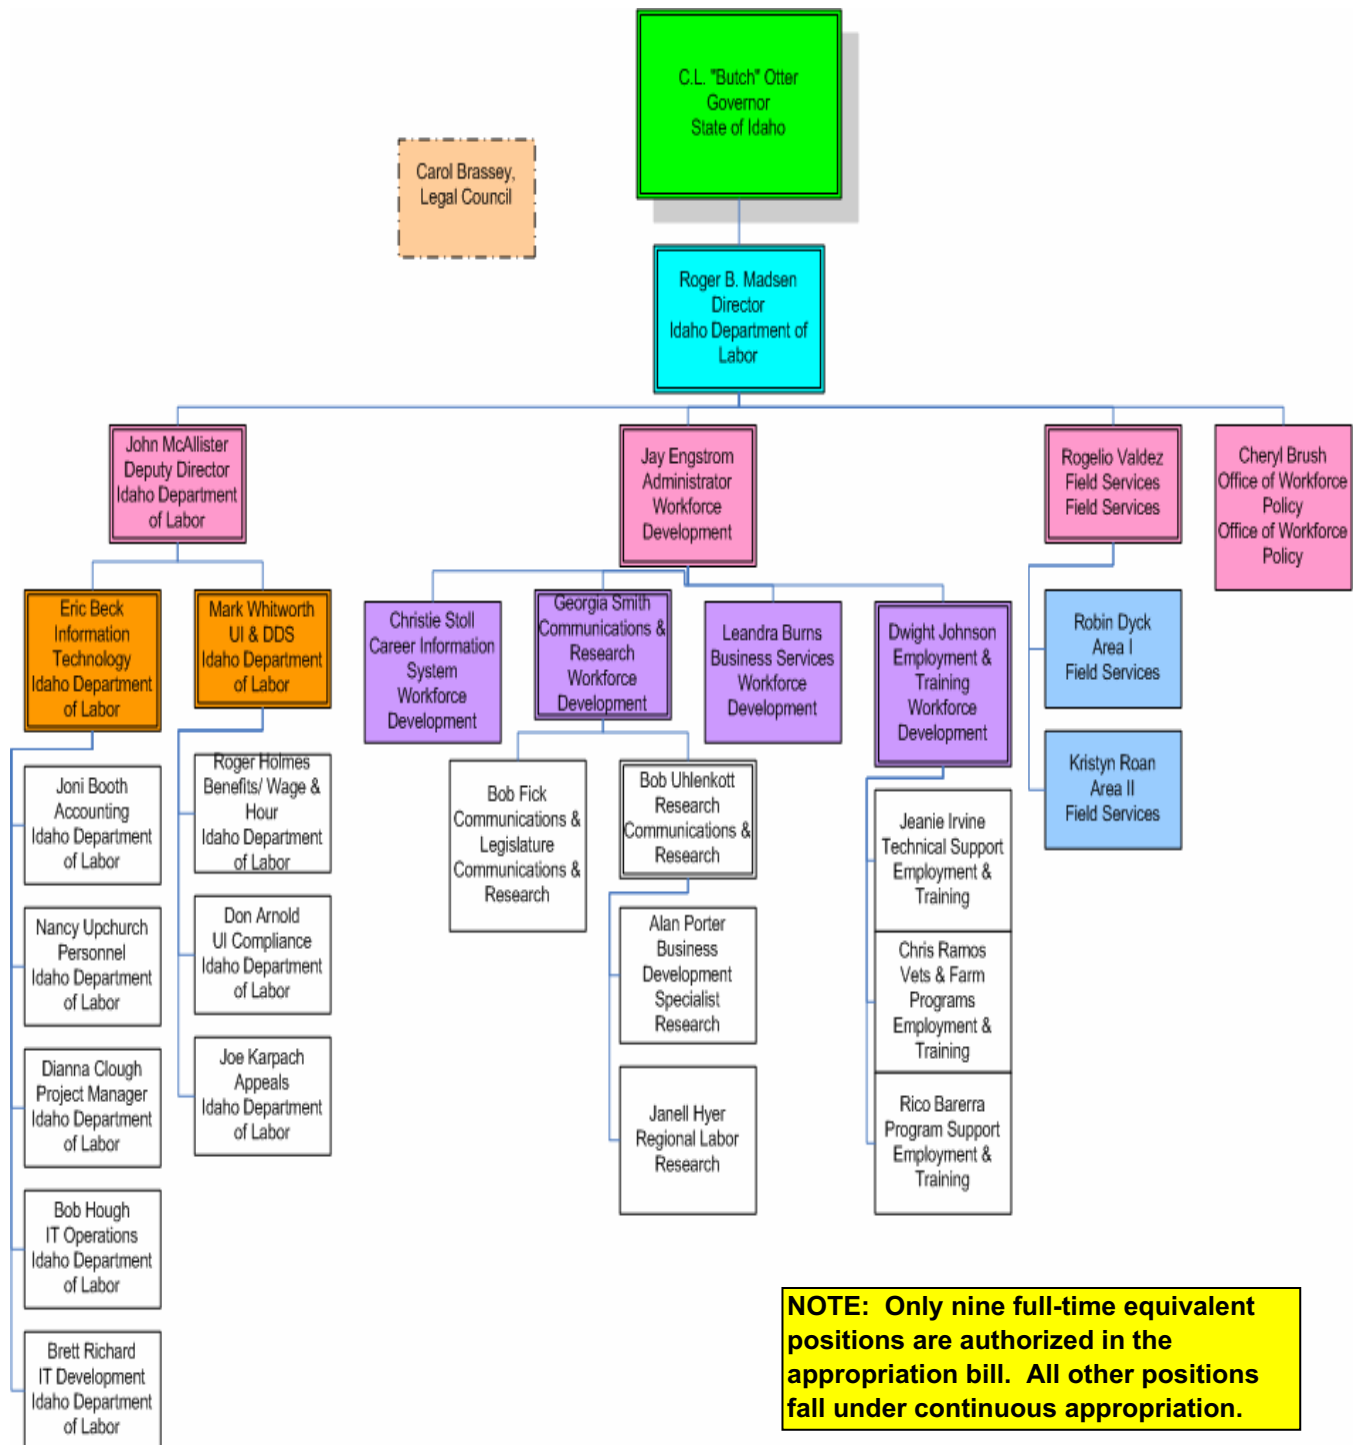 C.L. "Butch" Otter
Governor
State of Idaho
Carol Brassey,
Legal Council
Roger B. Madsen
Director
Idaho Department of
Labor
John McAllister
Deputy Director
Idaho Department
of Labor
Jay Engstrom
Administrator
Workforce
Development
Rogelio Valdez
Field Services
Field Services
Cheryl Brush
Office of Workforce
Policy
Office of Workforce
Policy
Eric Beck
Information
Technology
Idaho Department
of Labor
Mark Whitworth
UI & DDS
Idaho Department
of Labor
Christie Stoll
Career Information
System
Workforce
Development
Georgia Smith
Communications &
Research
Workforce
Development
Leandra Burns
Business Services
Workforce
Development
Dwight Johnson
Employment &
Training
Workforce
Development
Robin Dyck
Area I
Field Services
Kristyn Roan
Area II
Field Services
Joni Booth
Accounting
Idaho Department
of Labor
Roger Holmes
Benefits/ Wage &
Hour
Idaho Department
of Labor
Bob Fick
Communications &
Legislature
Communications &
Research
Bob Uhlenkott
Research
Communications &
Research
Jeanie Irvine
Technical Support
Employment &
Training
Nancy Upchurch
Personnel
Idaho Department
of Labor
Don Arnold
UI Compliance
Idaho Department
of Labor
Alan Porter
Business
Development
Specialist
Research
Chris Ramos
Vets & Farm
Programs
Employment &
Training
Dianna Clough
Project Manager
Idaho Department
of Labor
Joe Karpach
Appeals
Idaho Department
of Labor
Janell Hyer
Regional Labor
Research
Rico Barerra
Program Support
Employment &
Training
Bob Hough
IT Operations
Idaho Department
of Labor
Brett Richard
IT Development
Idaho Department
of Labor
NOTE: Only nine full-time equivalent
positions are authorized in the
appropriation bill. All other positions
fall under continuous appropriation.